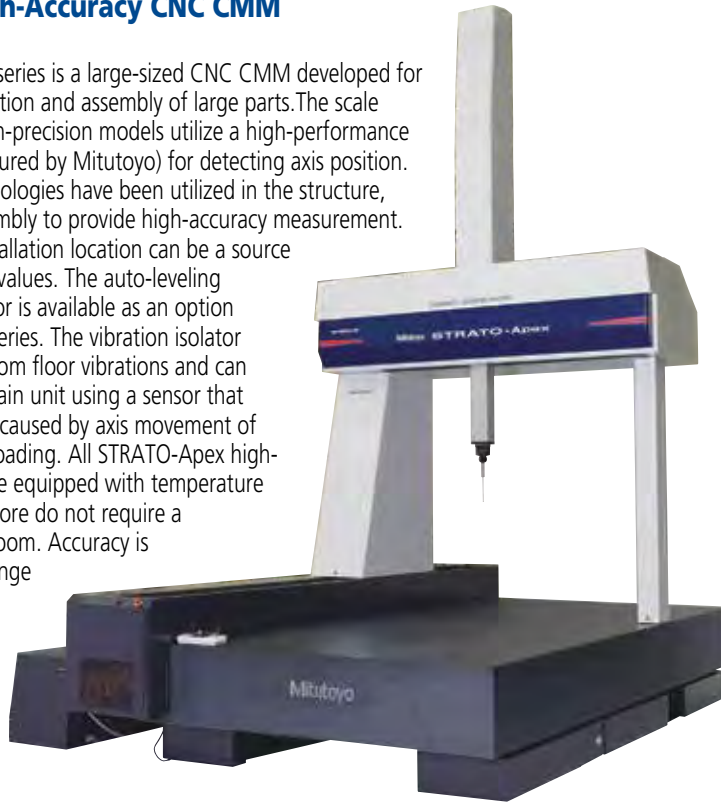 h-Accuracy CNC CMM
series is a large-sized CNC CMM developed for
tion and assembly of large parts.The scale
n-precision models utilize a high-performance
ured by Mitutoyo) for detecting axis position.
ologies have been utilized in the structure,
mbly to provide high-accuracy measurement.
allation location can be a source
values. The auto-leveling
or is available as an option
eries. The vibration isolator
om floor vibrations and can
ain unit using a sensor that
caused by axis movement of
oading. All STRATO-Apex high-
e equipped with temperature
ore do not require a
oom. Accuracy is
nge
STRATO-Apex
Mitutoyo